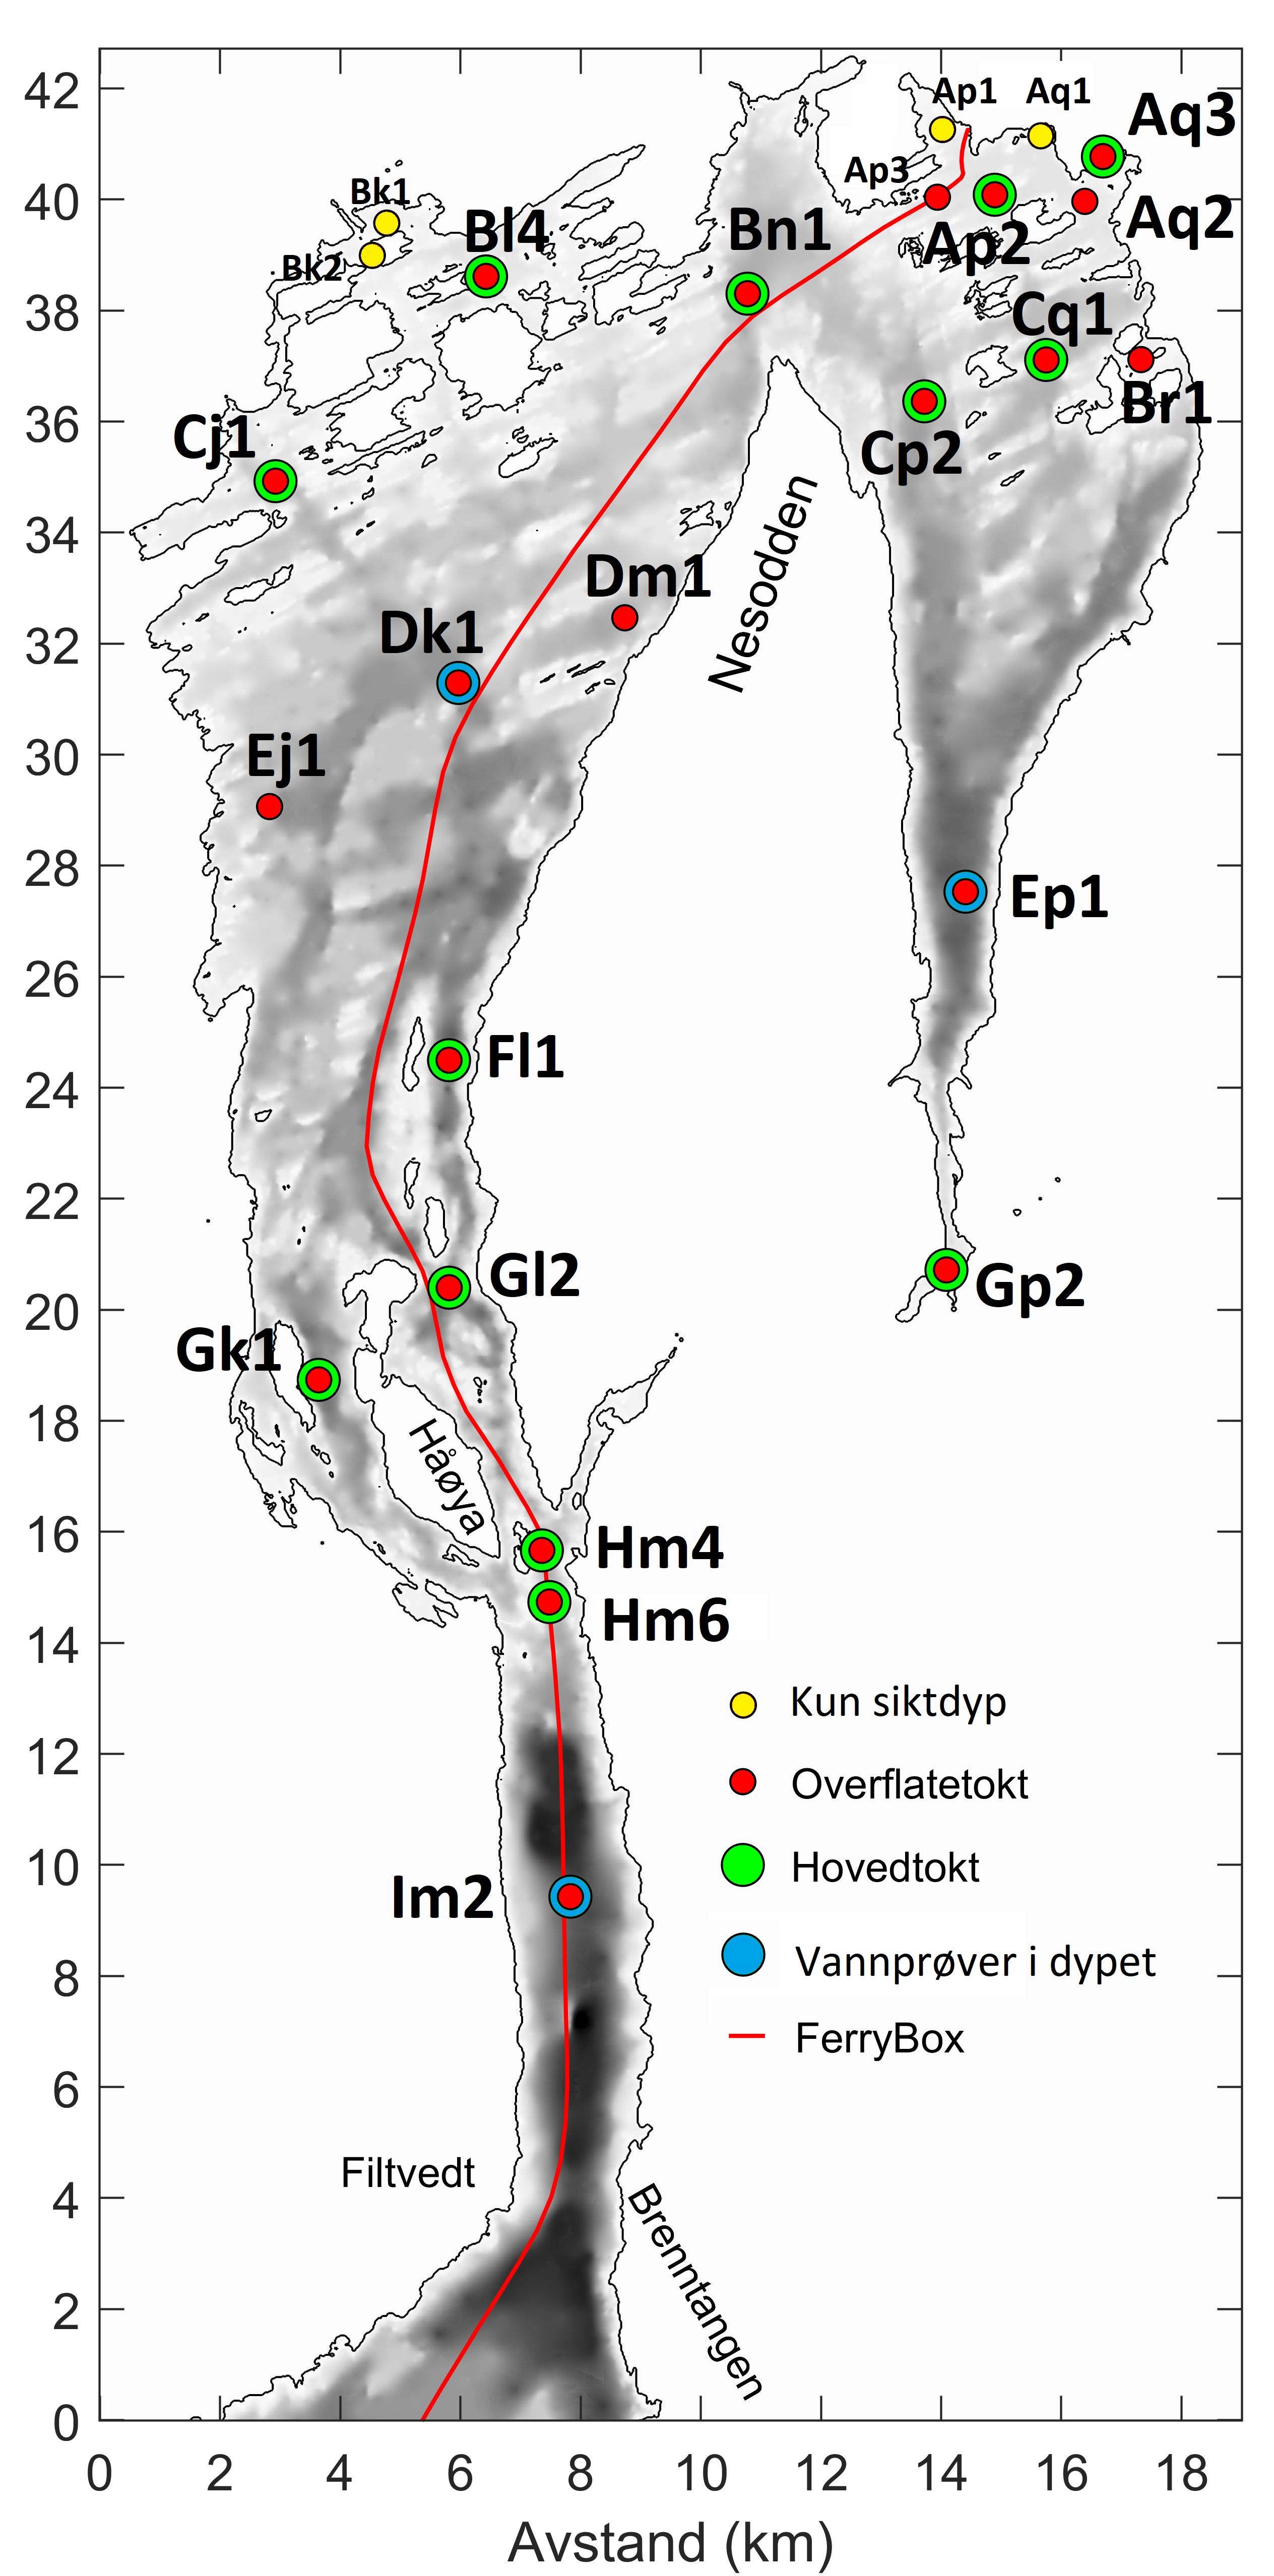 42
Ap1
Aq1
Aq3
Ap3
40
Bk1
Aq2
Bl4
Bn1
Ap2
Bk2
38
Cq1
36
Br1
Cj1
Cp2
34
Nesodden
Dm1
32
Dk1
30
Ej1
28
Ep1
26
Fl1
24
22
Gl2
Gp2
20
Gk1
18
Håøya
16
Hm4
Hm6
14
Kun siktdyp
12
Overflatetokt
10
Hovedtokt
Im2
Vannprøver i dypet
8
FerryBox
6
Filtvedt
4
Brenntangen
2
0
0 2 4 6 8 10 12 14 16 18
Avstand (km)